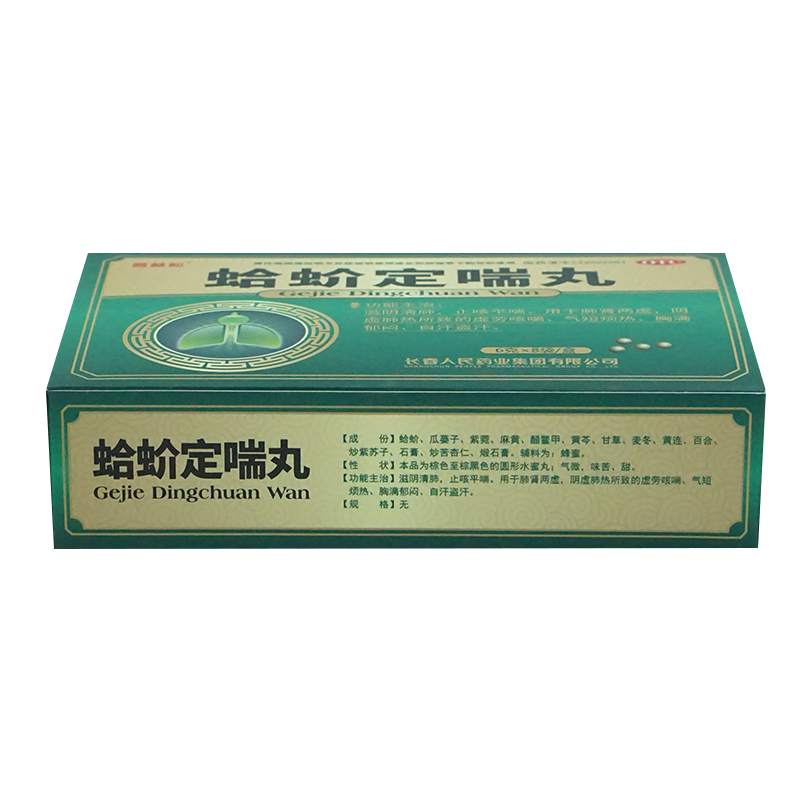 蛤蚧定喘丸
Gejie Dingchuan Wan
OTC
功能主治：
滋阴清肺，止咳平喘。用于肺肾两虚，阴
虚肺热所致的虚劳咳喘、气短烦热、胸满
郁闷、自汗盗汗。
6克×8袋/盒
长春人民药业集团有限公司
蛤蚧定喘丸
Gejie Dingchuan Wan
【成 份】蛤蚧、瓜蒌子、紫菀、麻黄、醋鳖甲、黄芩、甘草、麦冬、黄连、百合、
炒紫苏子、石膏、炒苦杏仁、煅石膏。辅料为：蜂蜜。
【性 状】本品为棕色至棕黑色的圆形水蜜丸；气微，味苦、甜。
【功能主治】滋阴清肺，止咳平喘。用于肺肾两虚，阴虚肺热所致的虚劳咳喘、气短
烦热、胸满郁闷、自汗盗汗。
【规 格】无